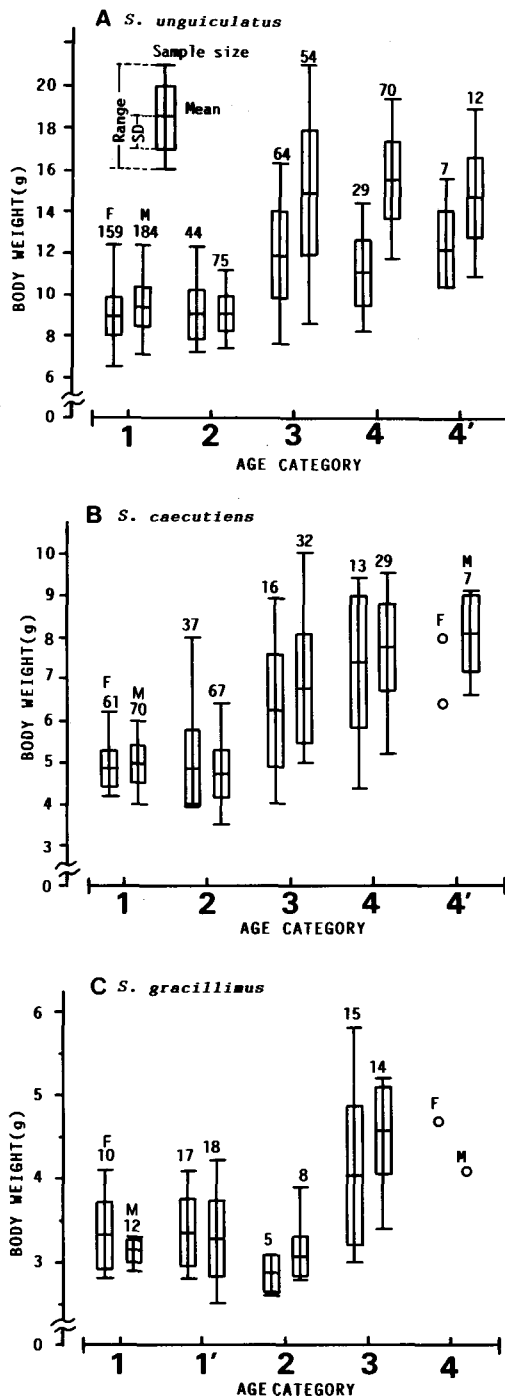 A S. unguiculatus
Sample size
Range
SD
Mean
BODY WEIGHT(g)
20
18
16
14
12
10
8
6
0
F
159
M
184
44
75
64
54
29
70
7
12
1 2 3 4 4′
AGE CATEGORY
B S. caecutiens
BODY WEIGHT(g)
10
9
8
7
6
5
4
3
0
F
61
M
70
37
67
16
32
13
29
F
M
7
1 2 3 4 4′
AGE CATEGORY
C S. gracillimus
BODY WEIGHT(g)
6
5
4
3
0
F
10
M
12
17
18
5
8
15
14
F
M
1 1′ 2 3 4
AGE CATEGORY